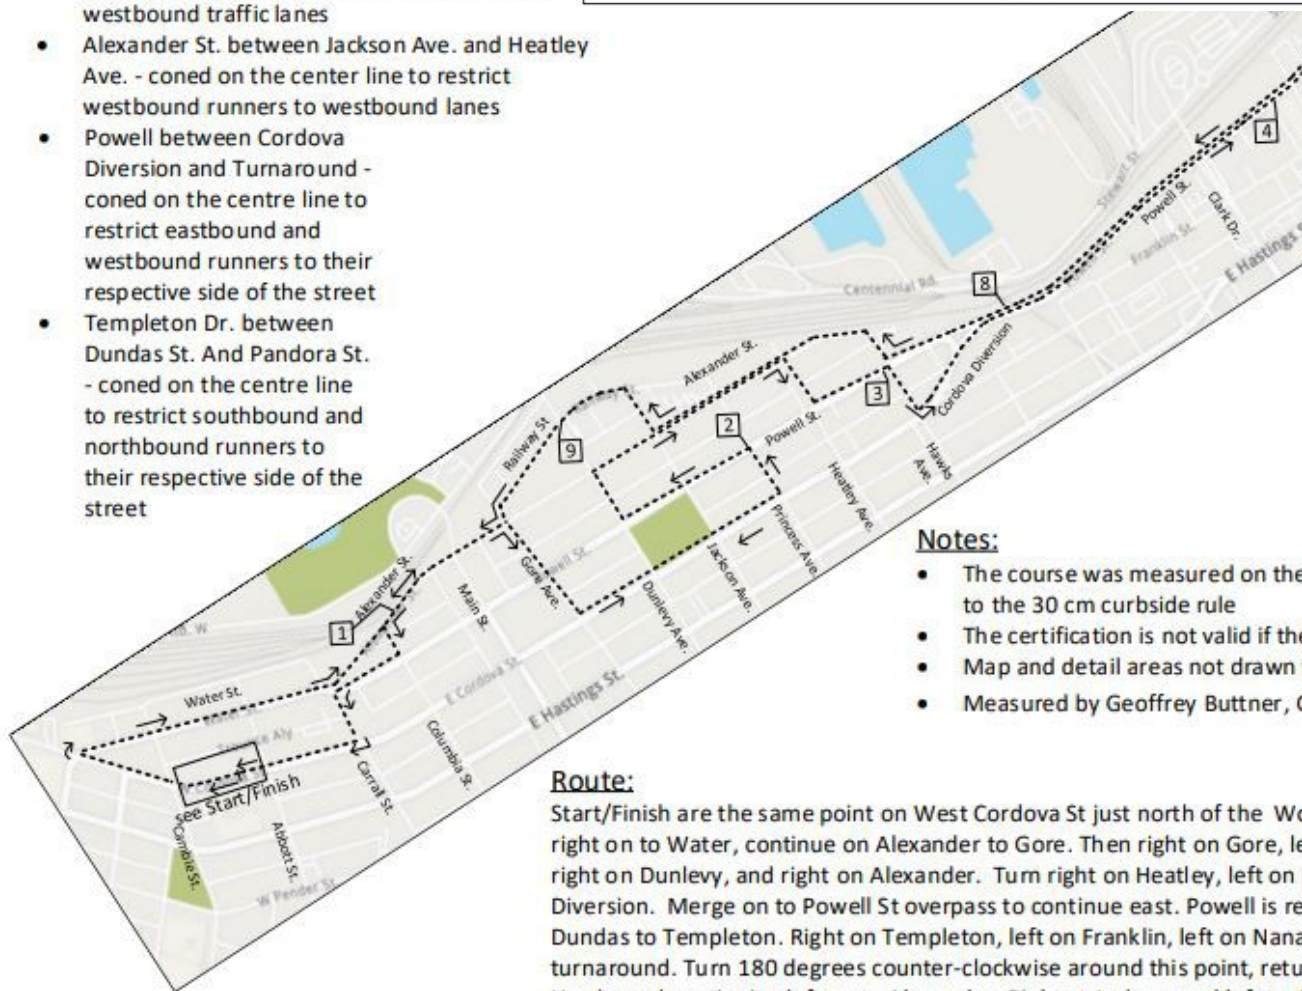 westbound traffic lanes
• Alexander St. between Jackson Ave. and Heatley
Ave. - coned on the center line to restrict
westbound runners to westbound lanes
• Powell between Cordova
Diversion and Turnaround -
coned on the centre line to
restrict eastbound and
westbound runners to their
respective side of the street
• Templeton Dr. between
Dundas St. And Pandora St.
- coned on the centre line
to restrict southbound and
northbound runners to
their respective side of the
street
4
Stewart St.
Powell St.
Clark Dr.
Franklin St.
E Hastings S
Centennial Rd.
8
Cordova Diversion
Alexander St.
3
2
Powell St.
Railway St
9
Hawks
Ave.
Heatley Ave.
Princess Ave.
Jackson Ave.
Dunlevy Ave.
Gore Ave.
Main St.
Alexander St.
1
Rd. W
E Cordova St.
E Hastings St.
Columbia St.
Carrall St.
Water St.
Water St.
see Start/Finish
Cambie St.
Abbott St.
W Pender St.
Notes:
• The course was measured on the
to the 30 cm curbside rule
• The certification is not valid if the
• Map and detail areas not drawn
• Measured by Geoffrey Buttner,
Route:
Start/Finish are the same point on West Cordova St just north of the Wo
right on to Water, continue on Alexander to Gore. Then right on Gore, le
right on Dunlevy, and right on Alexander. Turn right on Heatley, left on
Diversion. Merge on to Powell St overpass to continue east. Powell is re
Dundas to Templeton. Right on Templeton, left on Franklin, left on Nana
turnaround. Turn 180 degrees counter-clockwise around this point, retu